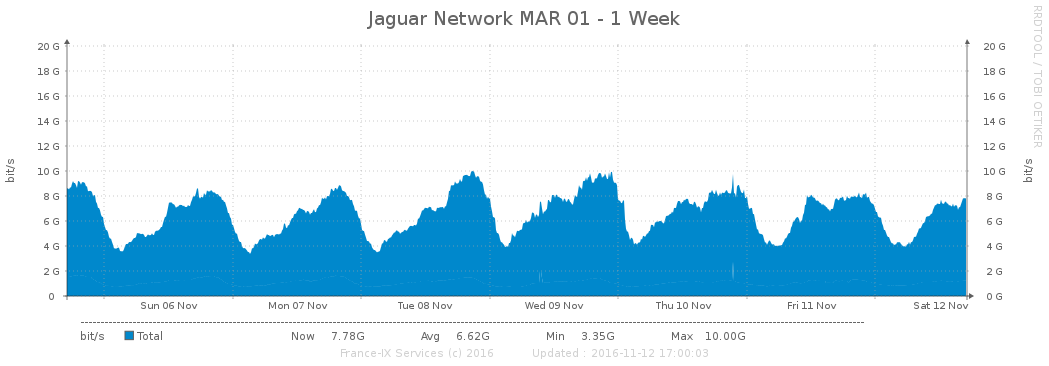 Jaguar Network MAR 01 - 1 Week
RRDTOOL / TOBI OETIKER
bit/s
bit/s
20 G 20 G
18 G 18 G
16 G 16 G
14 G 14 G
12 G 12 G
10 G 10 G
8 G 8 G
6 G 6 G
4 G 4 G
2 G 2 G
0 0 G
Sun 06 Nov Mon 07 Nov Tue 08 Nov Wed 09 Nov Thu 10 Nov Fri 11 Nov Sat 12 Nov
bit/s Total Now 7.78G Avg 6.62G Min 3.35G Max 10.00G
France-IX Services (c) 2016 Updated : 2016-11-12 17:00:03